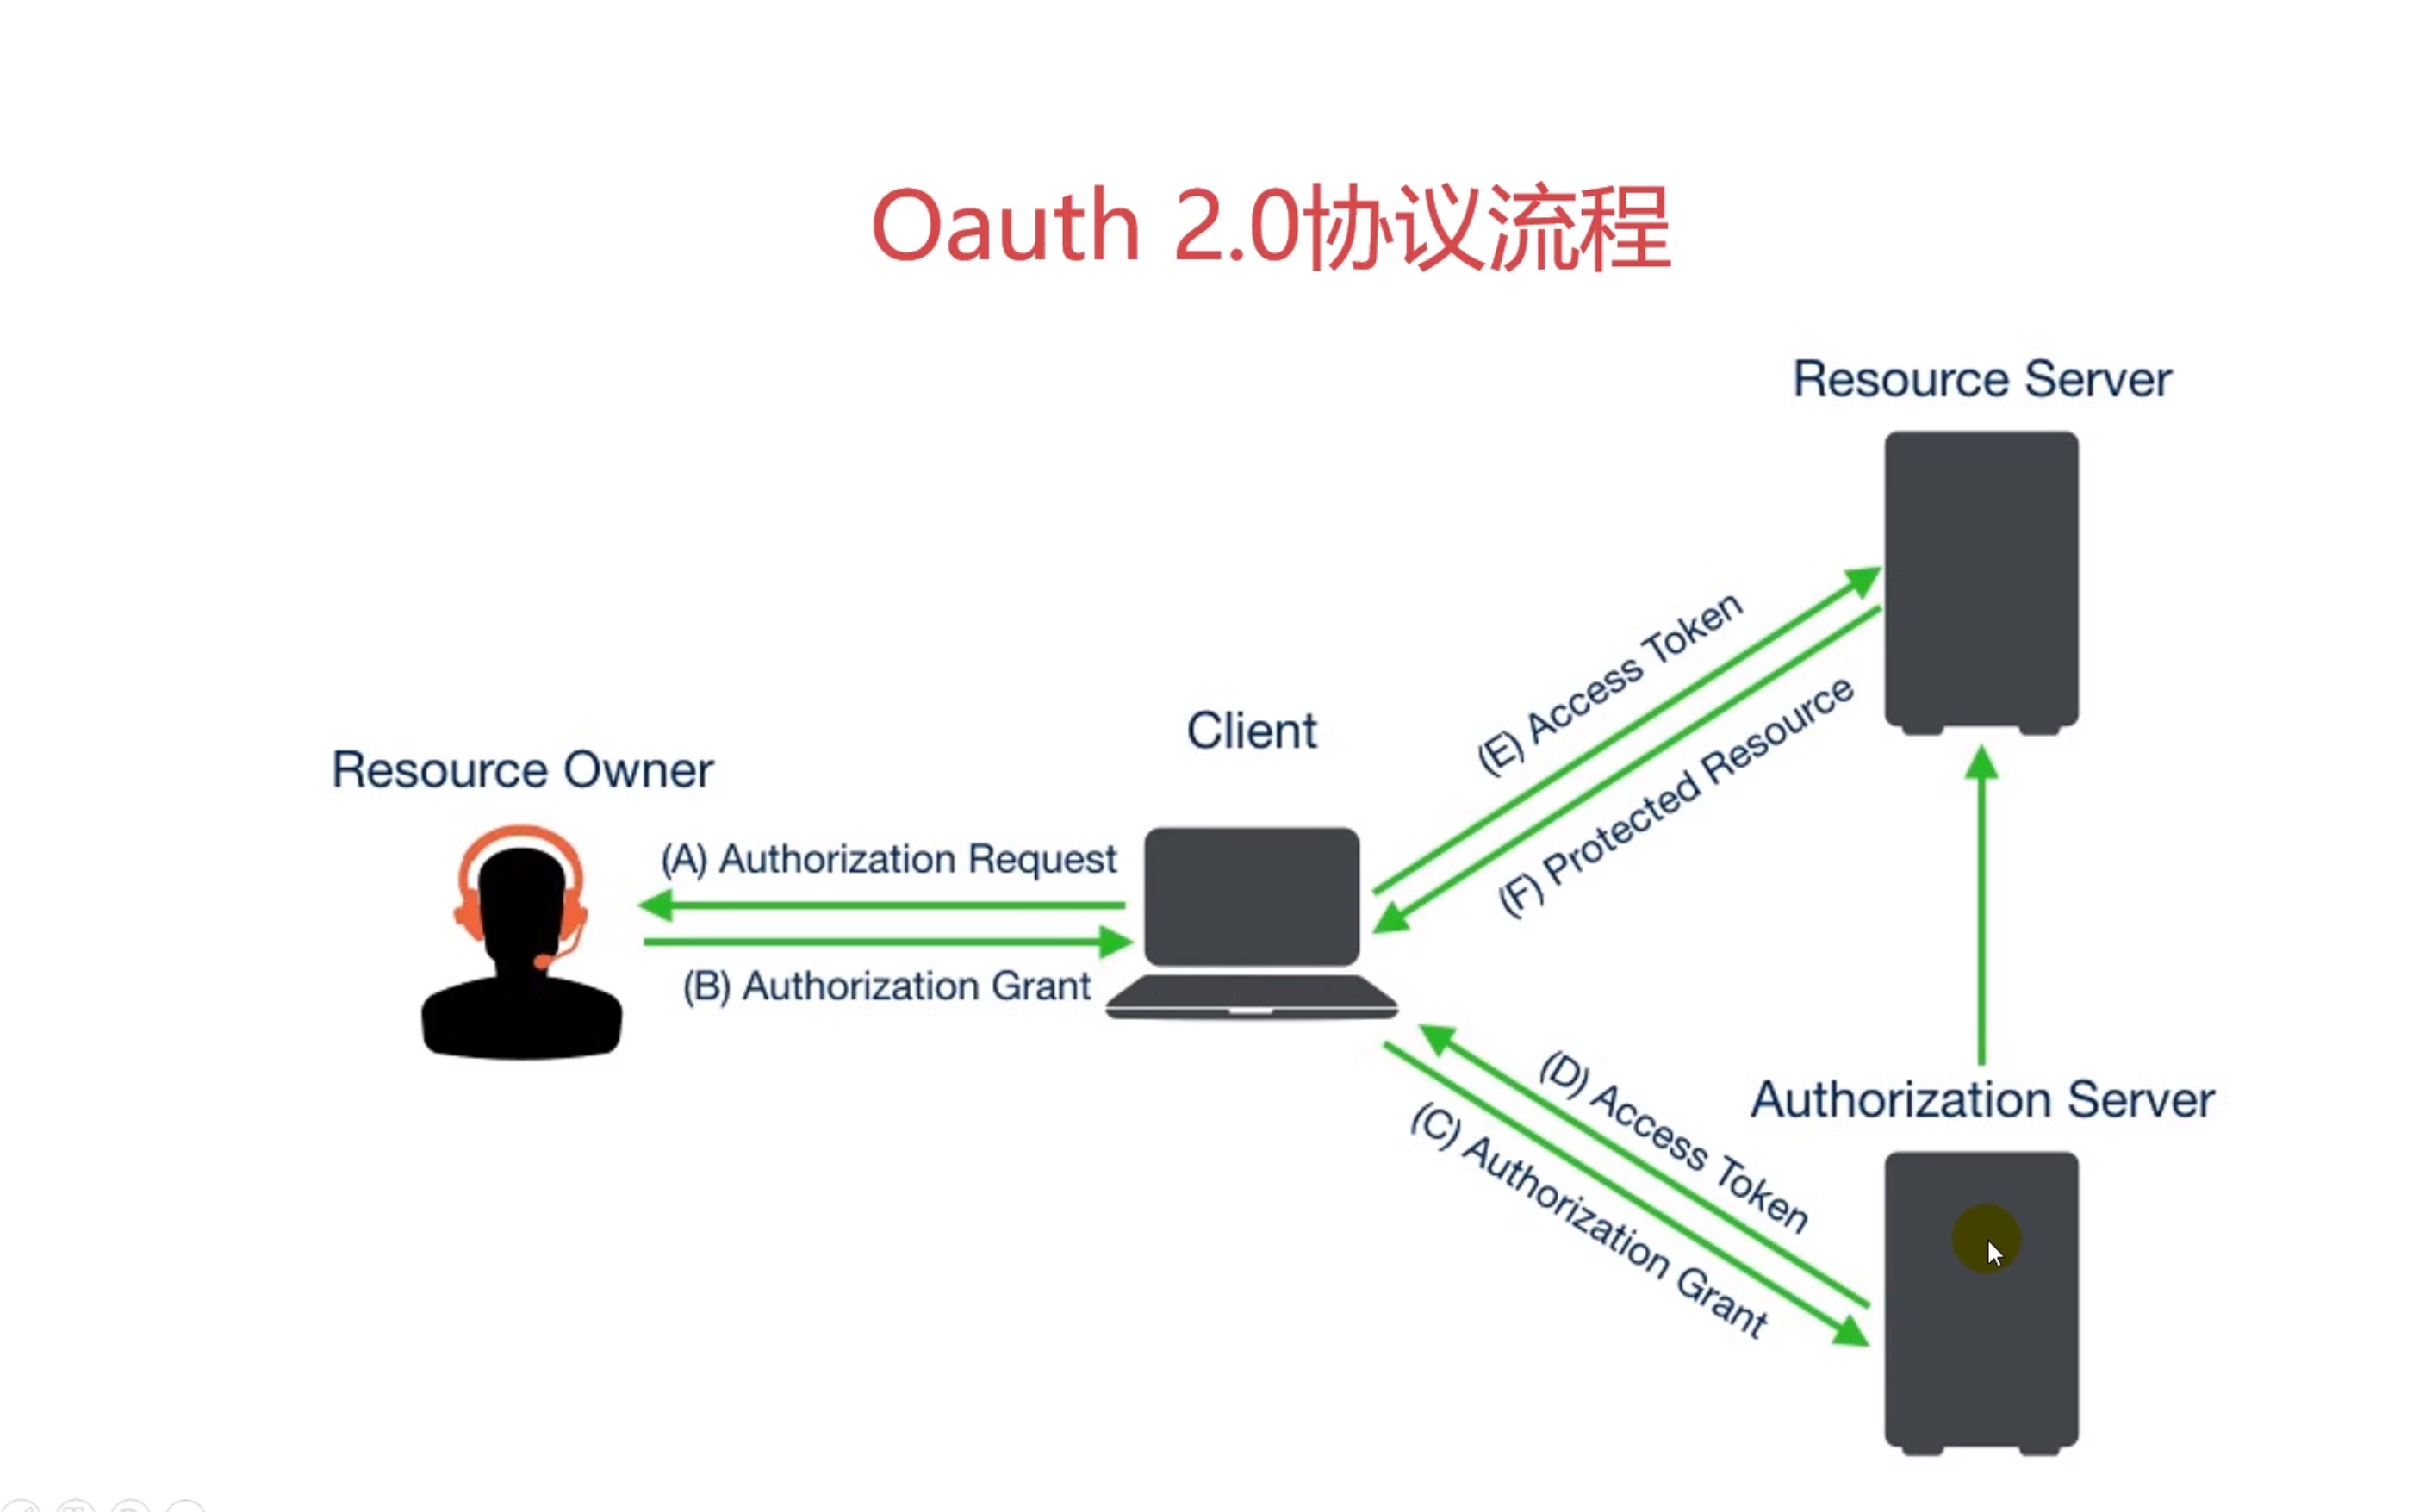 Oauth 2.0协议流程
Resource Server
(E) Access Token
(F) Protected Resource
Client
Resource Owner
(A) Authorization Request
(B) Authorization Grant
(D) Access Token
(C) Authorization Grant
Authorization Server